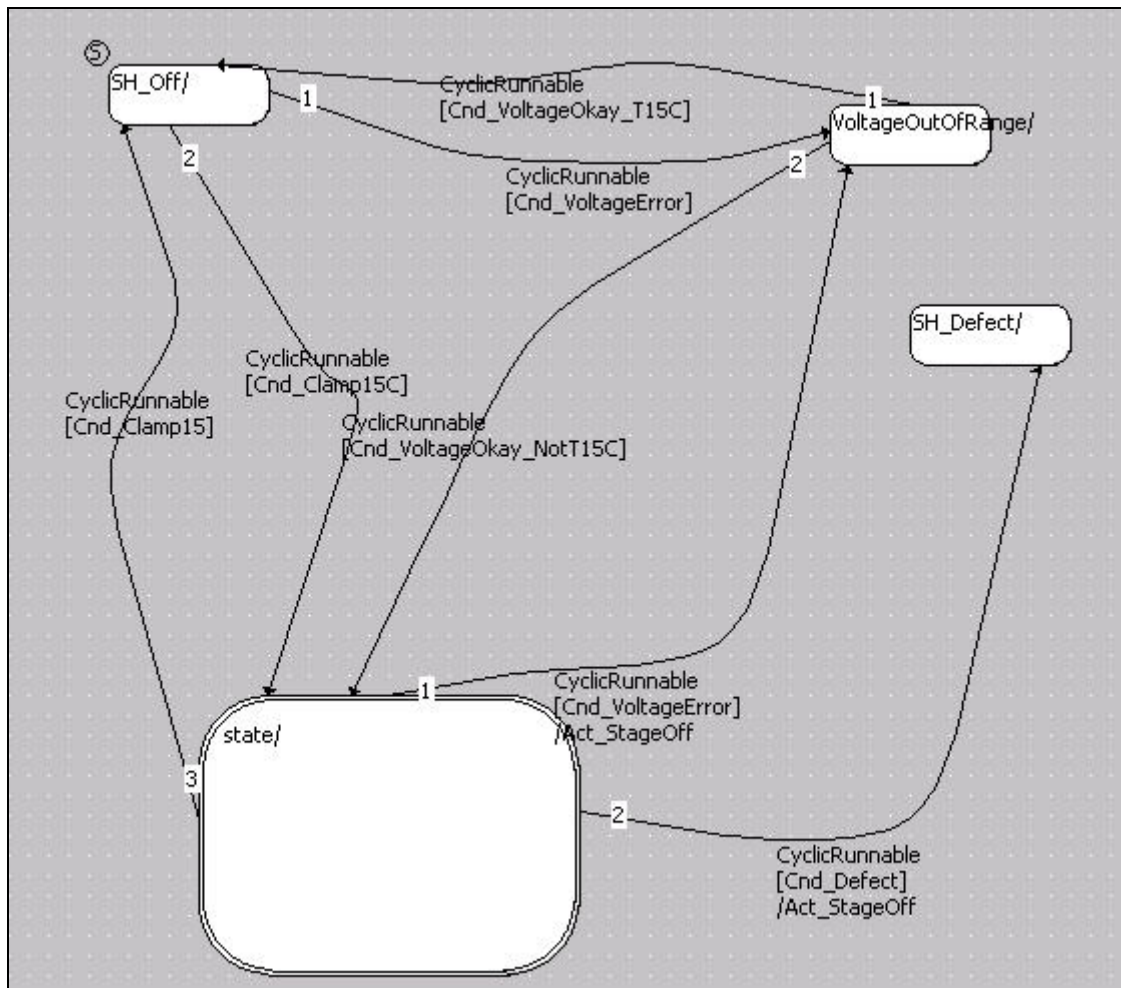 S
SH_Off/
CyclicRunnable
[Cnd_VoltageOkay_T15C]
1
1
VoltageOutOfRange/
2
2
CyclicRunnable
[Cnd_VoltageError]
SH_Defect/
CyclicRunnable
[Cnd_Clamp15C]
CyclicRunnable
[Cnd_Clamp15]
CyclicRunnable
[Cnd_VoltageOkay_NotT15C]
1
CyclicRunnable
[Cnd_VoltageError]
/Act_StageOff
state/
3
2
CyclicRunnable
[Cnd_Defect]
/Act_StageOff